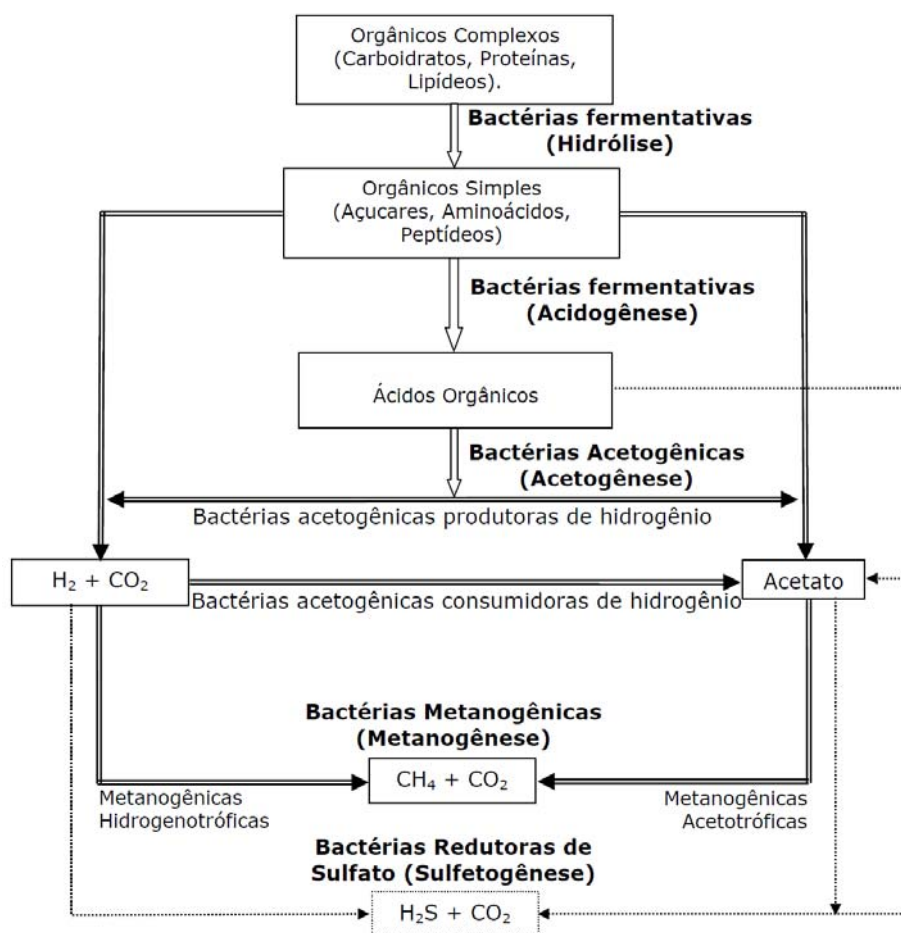 Orgânicos Complexos
(Carboidratos, Proteínas,
Lipídeos).
Bactérias fermentativas
(Hidrólise)
Orgânicos Simples
(Açucares, Aminoácidos,
Peptídeos)
Bactérias fermentativas
(Acidogênese)
Ácidos Orgânicos
Bactérias Acetogênicas
(Acetogênese)
Bactérias acetogênicas produtoras de hidrogênio
H₂ + CO₂
Acetato
Bactérias acetogênicas consumidoras de hidrogênio
Bactérias Metanogênicas
(Metanogênese)
CH₄ + CO₂
Metanogênicas
Hidrogenotróficas
Metanogênicas
Acetotróficas
Bactérias Redutoras de
Sulfato (Sulfetogênese)
H₂S + CO₂